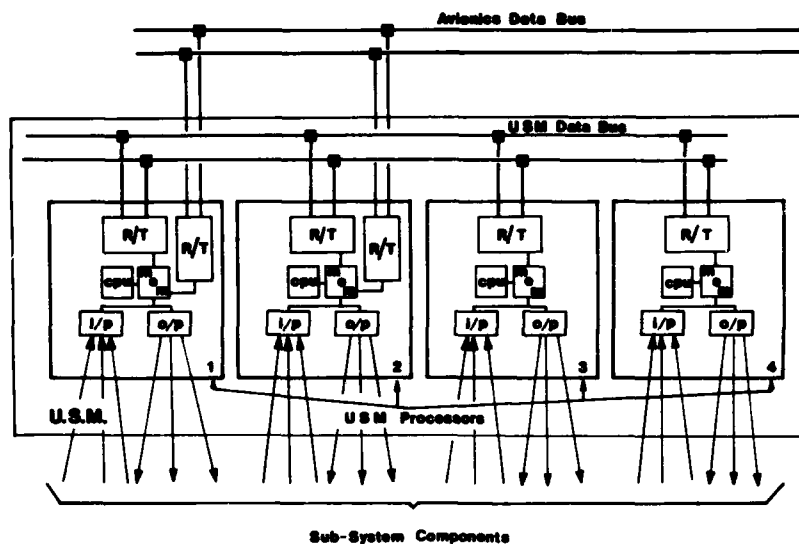 Avionics Data Bus
USM Data Bus
R/T R/T R/T R/T R/T R/T
cpu m e m cpu m e m cpu m e m cpu m e m
i/p o/p i/p o/p i/p o/p i/p o/p
1 2 3 4
U.S.M. USM Processors
Sub-System Components